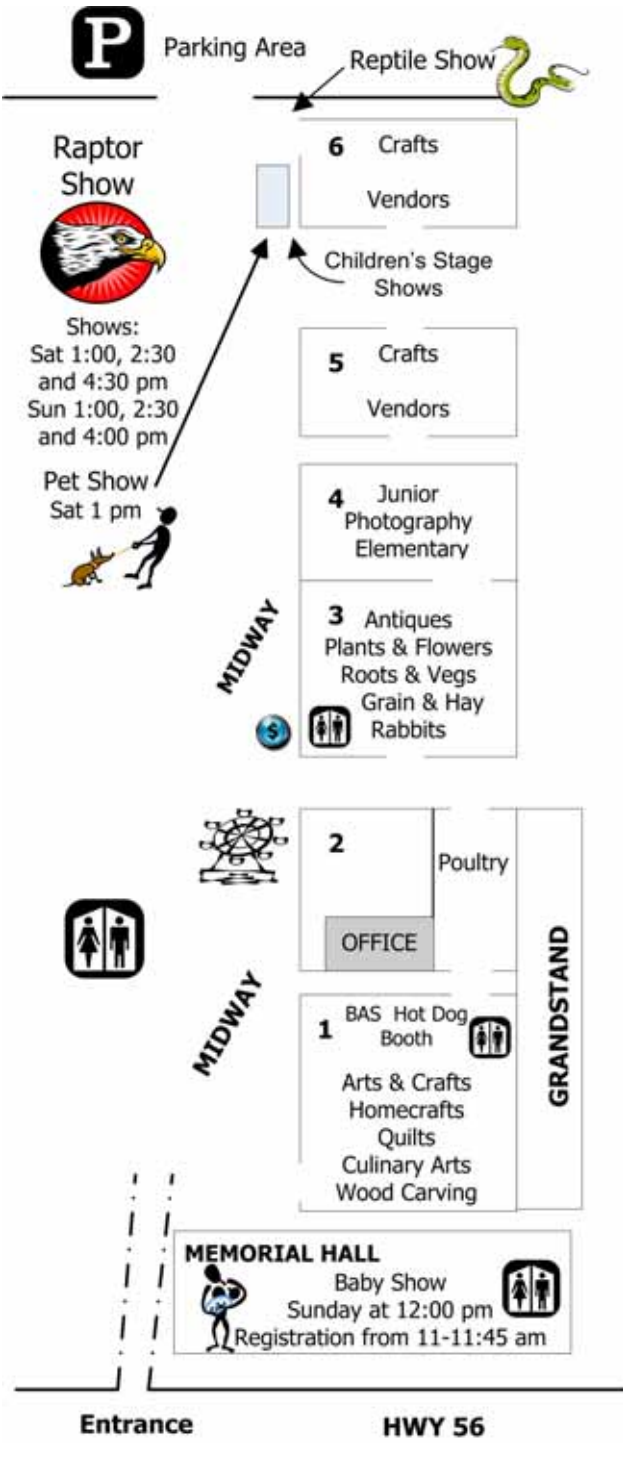 P
Parking Area
Reptile Show
Raptor
Show
Shows:
Sat 1:00, 2:30
and 4:30 pm
Sun 1:00, 2:30
and 4:00 pm
Pet Show
Sat 1 pm
6 Crafts
Vendors
Children's Stage
Shows
5 Crafts
Vendors
4 Junior
Photography
Elementary
MIDWAY
3 Antiques
Plants & Flowers
Roots & Vegs
Grain & Hay
Rabbits
$
2
Poultry
OFFICE
GRANDSTAND
MIDWAY
1 BAS Hot Dog
Booth
Arts & Crafts
Homecrafts
Quilts
Culinary Arts
Wood Carving
MEMORIAL HALL
Baby Show
Sunday at 12:00 pm
Registration from 11-11:45 am
Entrance
HWY 56